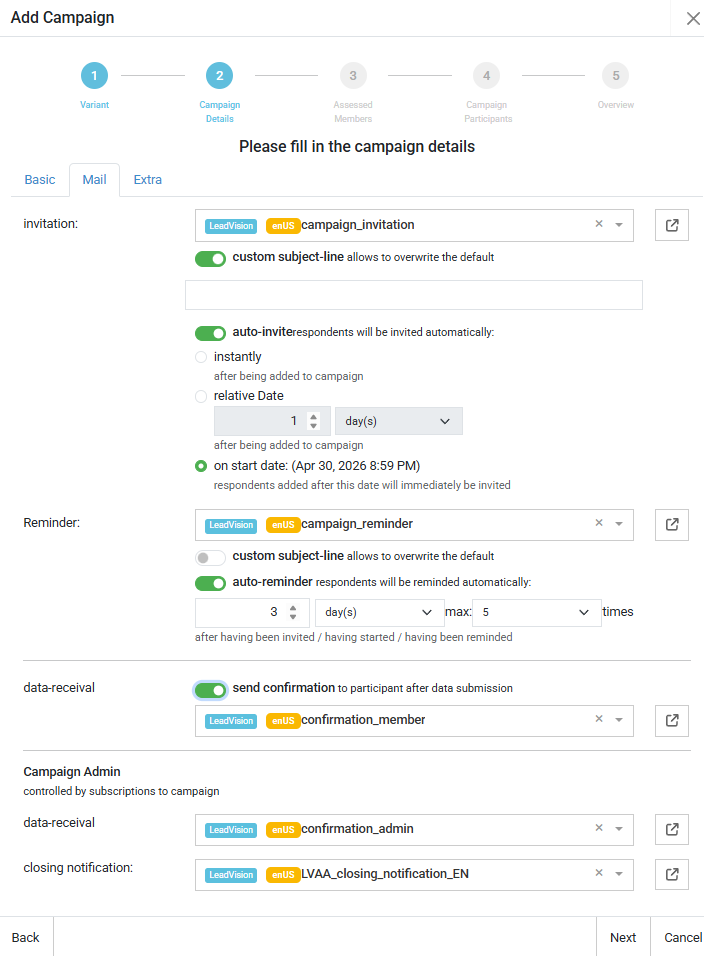 Add Campaign
1 2 3 4 5
Variant Campaign Details Assessed Members Campaign Participants Overview
Please fill in the campaign details
Basic Mail Extra
invitation: LeadVision enUS campaign_invitation
custom subject-line allows to overwrite the default
auto-inviterespondents will be invited automatically:
instantly
after being added to campaign
relative Date
1 day(s)
after being added to campaign
on start date: (Apr 30, 2026 8:59 PM)
respondents added after this date will immediately be invited
Reminder: LeadVision enUS campaign_reminder
custom subject-line allows to overwrite the default
auto-reminder respondents will be reminded automatically:
3 day(s) max: 5 times
after having been invited / having started / having been reminded
data-receival send confirmation to participant after data submission
LeadVision enUS confirmation_member
Campaign Admin
controlled by subscriptions to campaign
data-receival LeadVision enUS confirmation_admin
closing notification: LeadVision enUS LVAA_closing_notification_EN
Back Next Cancel